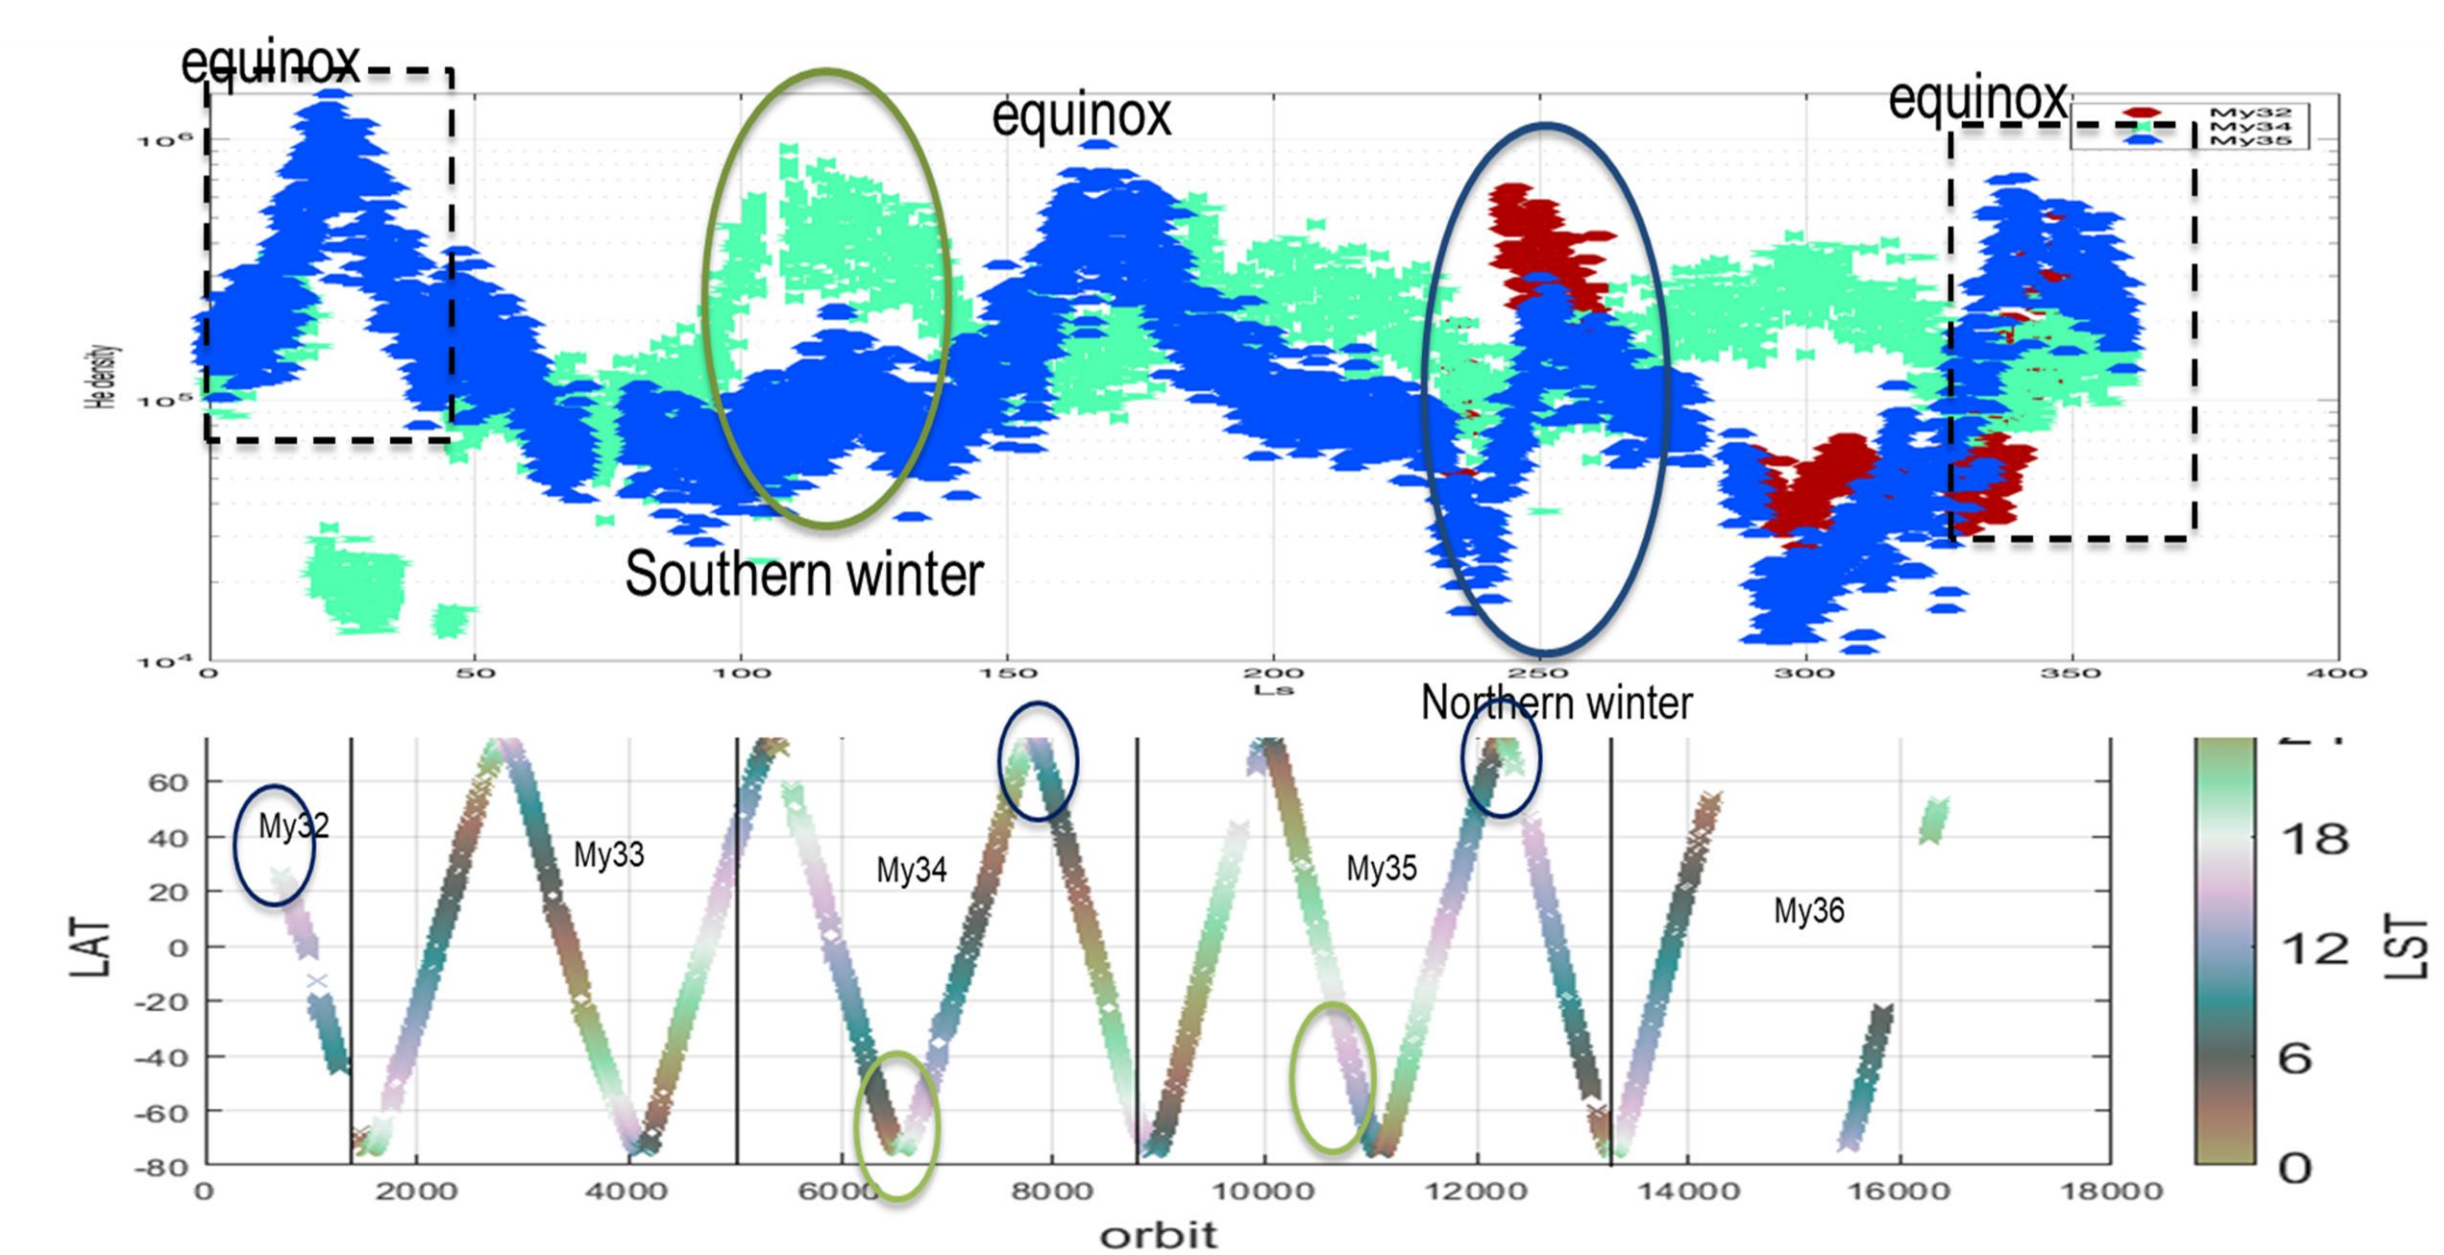 equinox
equinox
equinox
My32
My34
My35
10⁶
10⁵
10⁴
He density
0 50 100 150 200 250 300 350 400
Ls
Southern winter
Northern winter
60
40
20
0
-20
-40
-60
-80
LAT
My32
My33
My34
My35
My36
0 2000 4000 6000 8000 10000 12000 14000 16000 18000
orbit
18
12
6
0
LST